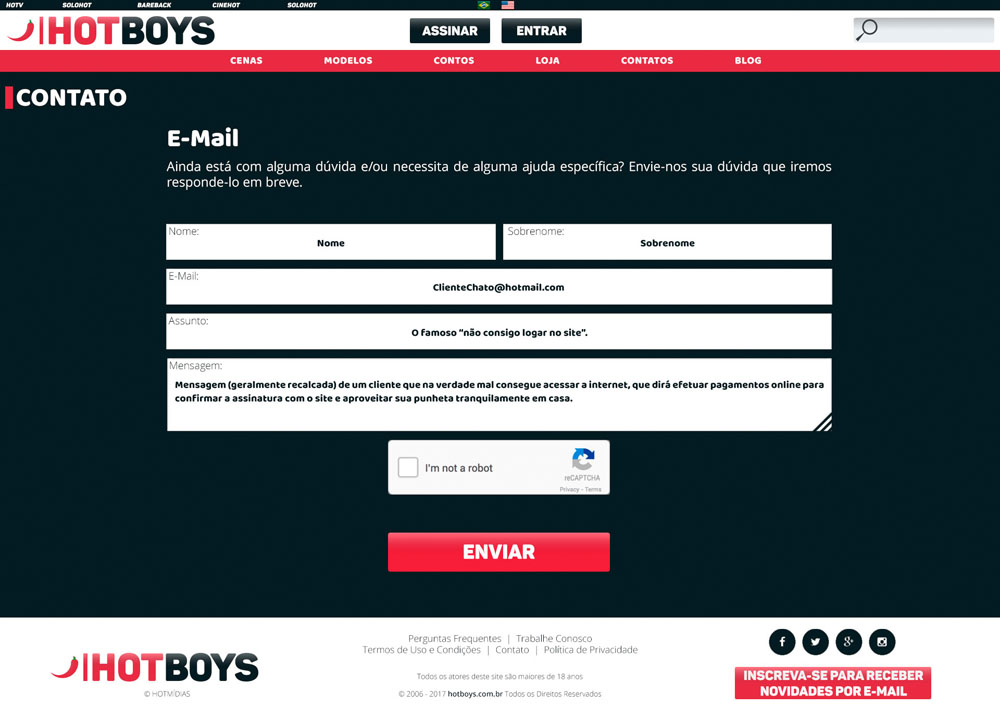 HOTV SOLOHOT BAREBACK CINEHOT SOLOHOT
HOTBOYS
ASSINAR ENTRAR
CENAS MODELOS CONTOS LOJA CONTATOS BLOG
CONTATO
E-Mail
Ainda está com alguma dúvida e/ou necessita de alguma ajuda específica? Envie-nos sua dúvida que iremos
responde-lo em breve.
Nome:
Nome
Sobrenome:
Sobrenome
E-Mail:
ClienteChato@hotmail.com
Assunto:
O famoso "não consigo logar no site".
Mensagem:
Mensagem (geralmente recalcada) de um cliente que na verdade mal consegue acessar a internet, que dirá efetuar pagamentos online para
confirmar a assinatura com o site e aproveitar sua punheta tranquilamente em casa.
I'm not a robot
reCAPTCHA
Privacy - Terms
ENVIAR
HOTBOYS
© HOTMÍDIAS
Perguntas Frequentes | Trabalhe Conosco
Termos de Uso e Condições | Contato | Política de Privacidade
Todos os atores deste site são maiores de 18 anos
© 2006 - 2017 hotboys.com.br Todos os Direitos Reservados
INSCREVA-SE PARA RECEBER
NOVIDADES POR E-MAIL